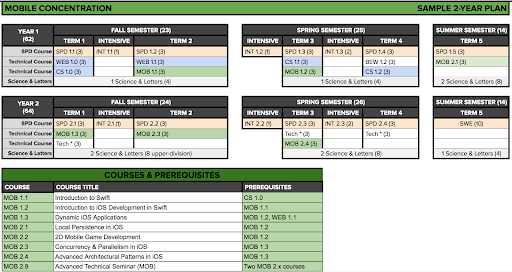 MOBILE CONCENTRATION SAMPLE 2-YEAR PLAN
YEAR 1 (62) FALL SEMESTER (23) SPRING SEMESTER (25) SUMMER SEMESTER (14)
TERM 1 INTENSIVE TERM 2 INTENSIVE TERM 3 INTENSIVE TERM 4 TERM 5
SPD Course SPD 1.1 (3) INT 1.1 (1) SPD 1.2 (3) INT 1.2 (1) SPD 1.3 (3) INT 1.3 (2) SPD 1.4 (3) SPD 1.5 (3)
Technical Course WEB 1.0 (3) WEB 1.1 (3) CS 1.1 (3) BEW 1.2 (3) MOB 2.1 (3)
Technical Course CS 1.0 (3) MOB 1.1 (3) MOB 1.2 (3) CS 1.2 (3)
Science & Letters 1 Science & Letters (4) 1 Science & Letters (4) 2 Science & Letters (8)
YEAR 2 (64) FALL SEMESTER (24) SPRING SEMESTER (26) SUMMER SEMESTER (14)
TERM 1 INTENSIVE TERM 2 INTENSIVE TERM 3 INTENSIVE TERM 4 TERM 5
SPD Course SPD 2.1 (3) INT 2.1 (1) SPD 2.2 (3) INT 2.2 (1) SPD 2.3 (3) INT 2.3 (2) SPD 2.4 (3) SWE (10)
Technical Course MOB 1.3 (3) MOB 2.3 (3) Tech * (3) Tech * (3)
Technical Course Tech * (3) MOB 2.4 (3)
Science & Letters 2 Science & Letters (8 upper-division) 2 Science & Letters (8) 1 Science & Letters (4)
COURSES & PREREQUISITES
COURSE COURSE TITLE PREREQUISITES
MOB 1.1 Introduction to Swift CS 1.0
MOB 1.2 Introduction to iOS Development in Swift MOB 1.1
MOB 1.3 Dynamic iOS Applications MOB 1.2, WEB 1.1
MOB 2.1 Local Persistence in iOS MOB 1.2
MOB 2.2 2D Mobile Game Development MOB 1.2
MOB 2.3 Concurrency & Parallelism in iOS MOB 1.3
MOB 2.4 Advanced Architectural Patterns in iOS MOB 1.3
MOB 2.9 Advanced Technical Seminar (MOB) Two MOB 2.x courses